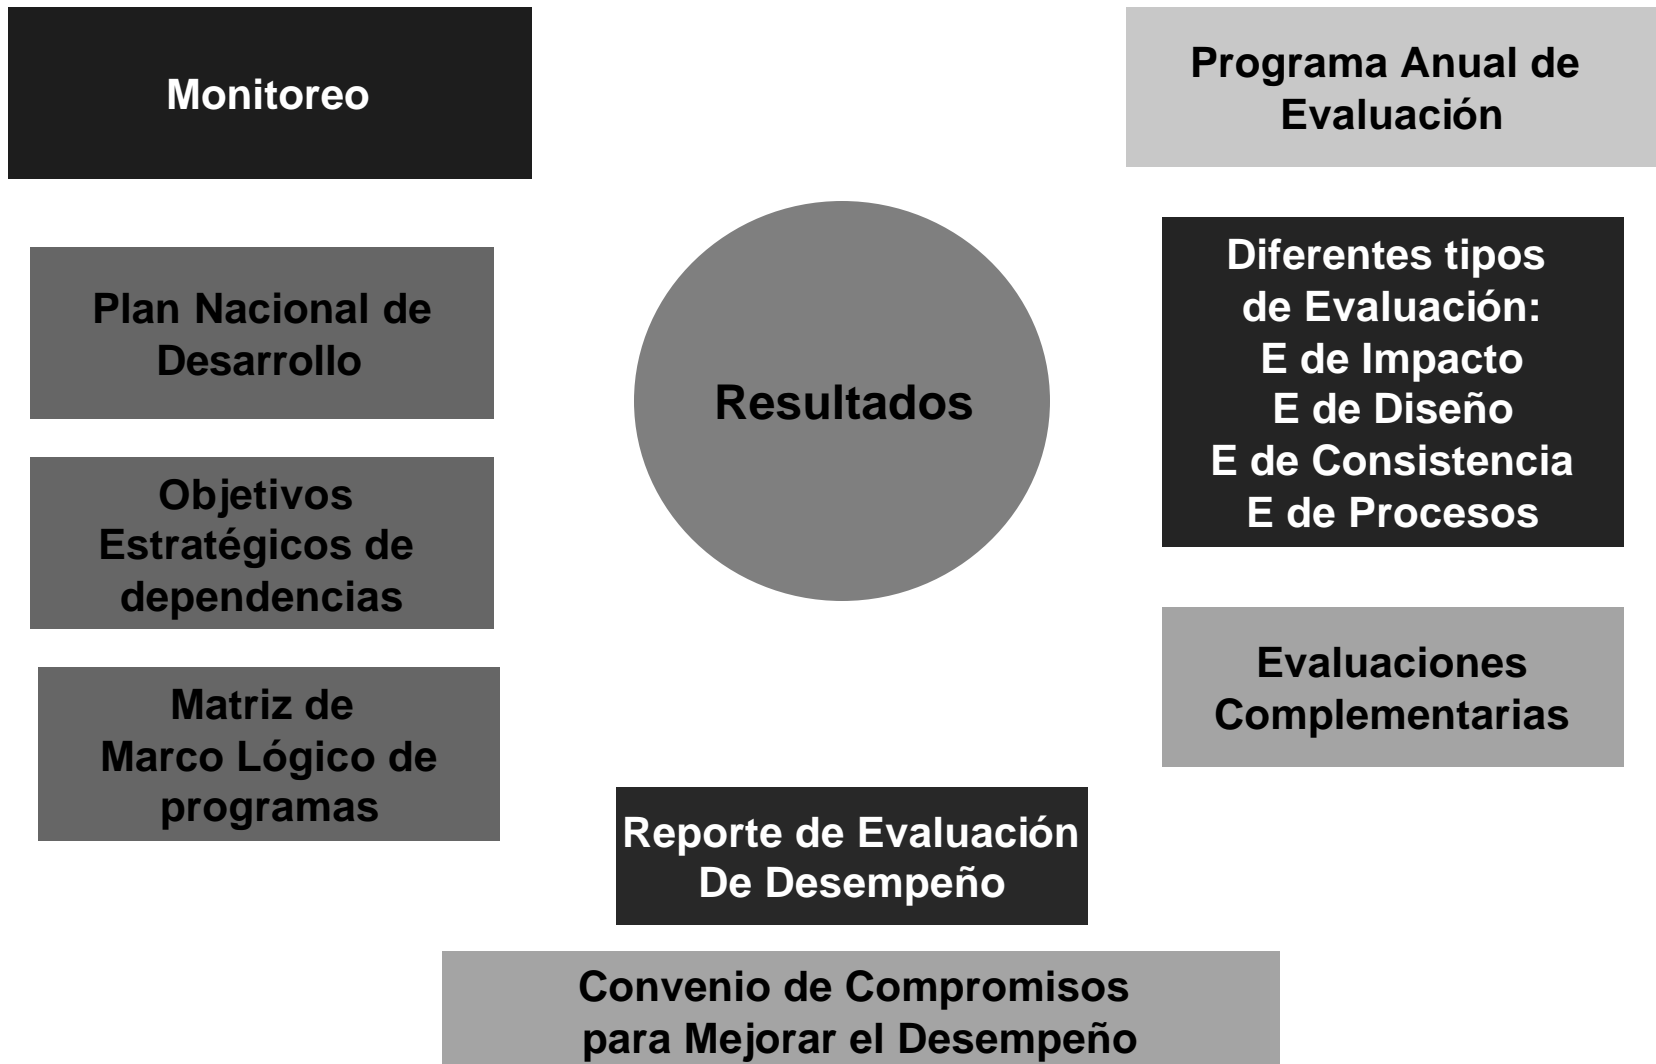 Monitoreo
Plan Nacional de
Desarrollo
Objetivos
Estratégicos de
dependencias
Matriz de
Marco Lógico de
programas
Resultados
Programa Anual de
Evaluación
Diferentes tipos
de Evaluación:
E de Impacto
E de Diseño
E de Consistencia
E de Procesos
Evaluaciones
Complementarias
Reporte de Evaluación
De Desempeño
Convenio de Compromisos
para Mejorar el Desempeño